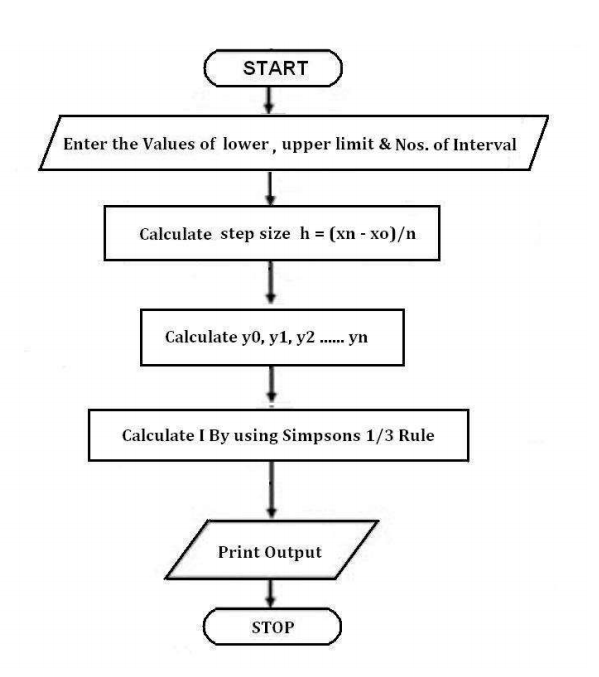 START
Enter the Values of lower , upper limit & Nos. of Interval
Calculate step size h = (xn - xo)/n
Calculate y0, y1, y2 ...... yn
Calculate I By using Simpsons 1/3 Rule
Print Output
STOP